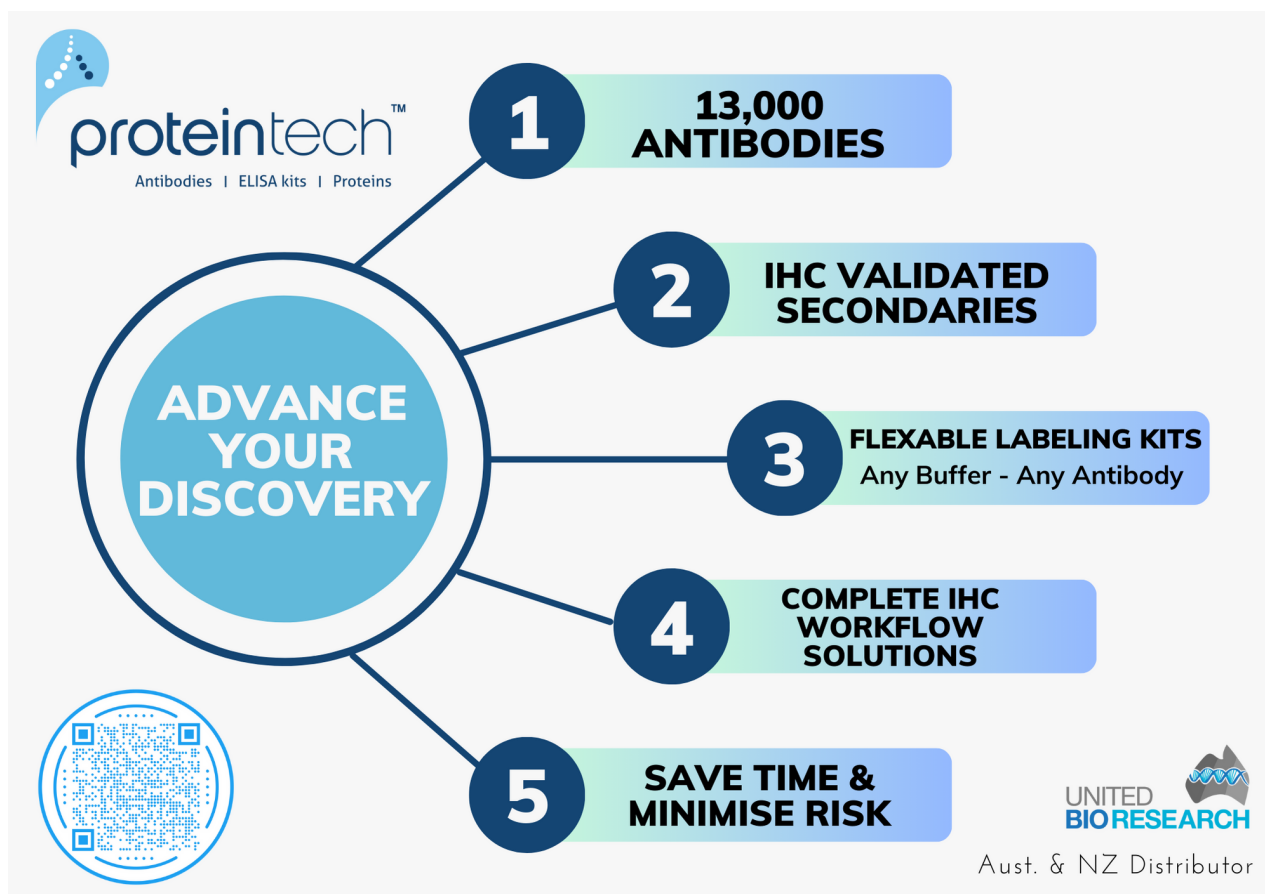 proteintech™
Antibodies | ELISA kits | Proteins
ADVANCE
YOUR
DISCOVERY
1
13,000
ANTIBODIES
2
IHC VALIDATED
SECONDARIES
3
FLEXABLE LABELING KITS
Any Buffer - Any Antibody
4
COMPLETE IHC
WORKFLOW
SOLUTIONS
5
SAVE TIME &
MINIMISE RISK
UNITED
BIORESEARCH
Aust. & NZ Distributor